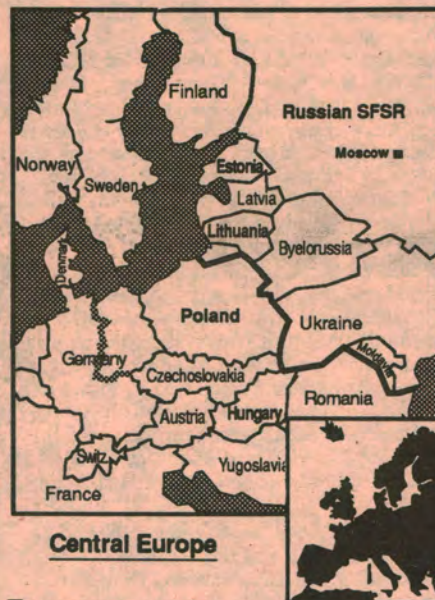 Finland
Russian SFSR
Moscow
Norway
Sweden
Estonia
Latvia
Lithuania
Byelorussia
Denmark
Poland
Ukraine
Germany
Moldavia
Czechoslovakia
Romania
Austria
Hungary
Switz.
Yugoslavia
France
Central Europe